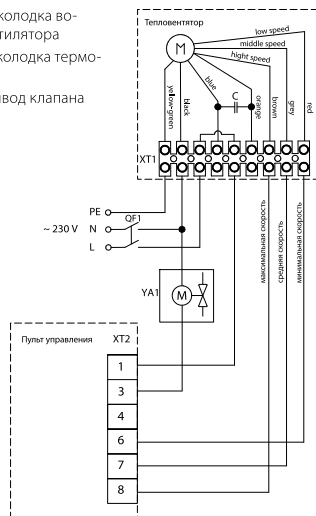 колодка во-
тилятора
колодка термо-
ивод клапана
Тепловентятор
low speed
middle speed
hight speed
M
yellow-green
black
blue
C
orange
brown
grey
red
XT1
PE
QF1
~ 230 V
N
L
максимальная скорость
средняя скорость
минимальная скорость
YA1
M
Пульт управления
XT2
1
3
4
6
7
8